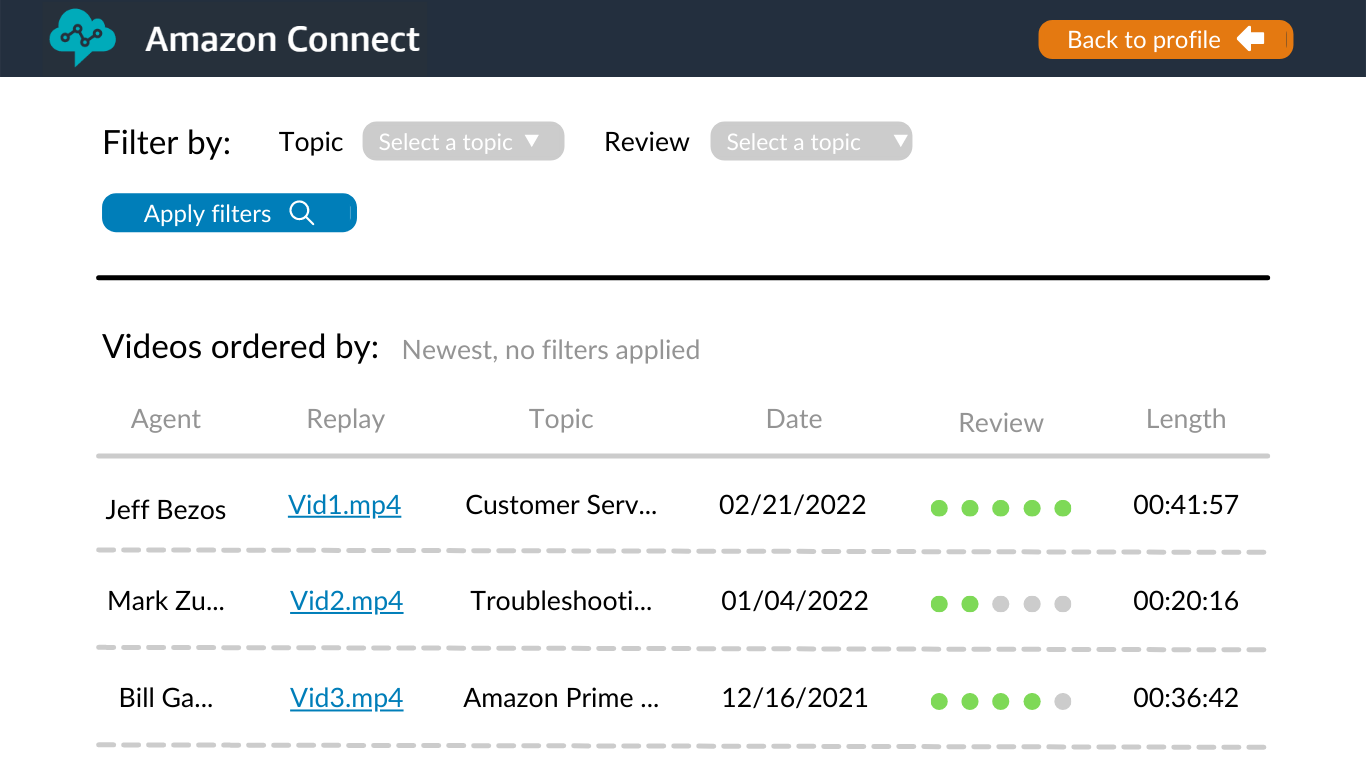 Amazon Connect
Back to profile
Filter by: Topic Select a topic Review Select a topic
Apply filters
Videos ordered by: Newest, no filters applied
Agent Replay Topic Date Review Length
Jeff Bezos Vid1.mp4 Customer Serv... 02/21/2022 00:41:57
Mark Zu... Vid2.mp4 Troubleshooti... 01/04/2022 00:20:16
Bill Ga... Vid3.mp4 Amazon Prime ... 12/16/2021 00:36:42